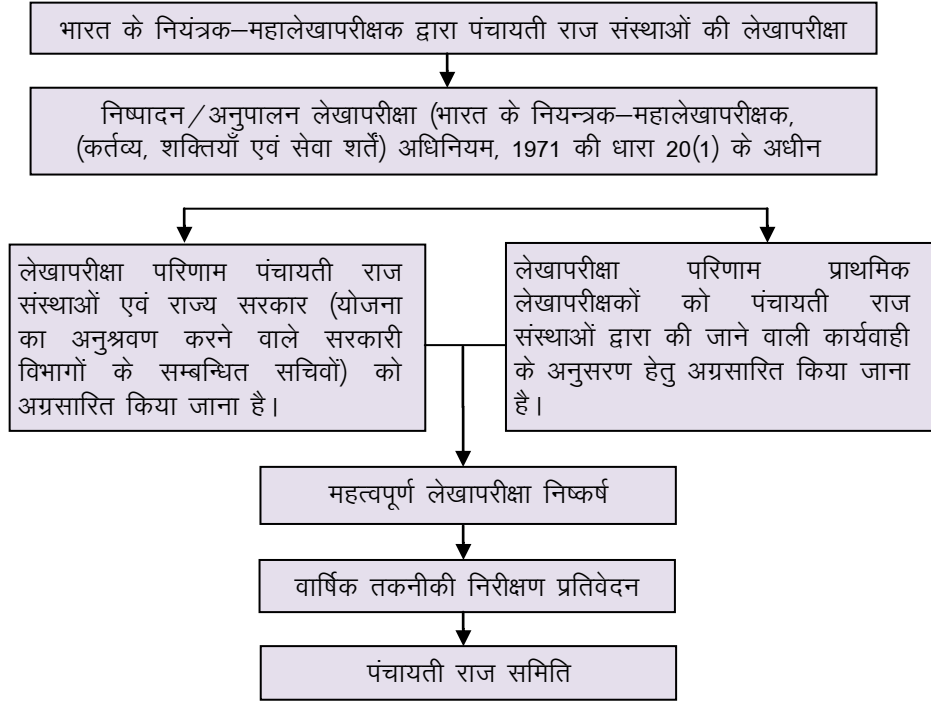 भारत के नियंत्रक–महालेखापरीक्षक द्वारा पंचायती राज संस्थाओं की लेखापरीक्षा
निष्पादन/अनुपालन लेखापरीक्षा (भारत के नियन्त्रक–महालेखापरीक्षक,
(कर्तव्य, शक्तियाँ एवं सेवा शर्तें) अधिनियम, 1971 की धारा 20(1) के अधीन
लेखापरीक्षा परिणाम पंचायती राज
संस्थाओं एवं राज्य सरकार (योजना
का अनुश्रवण करने वाले सरकारी
विभागों के सम्बन्धित सचिवों) को
अग्रसारित किया जाना है।
लेखापरीक्षा परिणाम प्राथमिक
लेखापरीक्षकों को पंचायती राज
संस्थाओं द्वारा की जाने वाली कार्यवाही
के अनुसरण हेतु अग्रसारित किया जाना
है।
महत्वपूर्ण लेखापरीक्षा निष्कर्ष
वार्षिक तकनीकी निरीक्षण प्रतिवेदन
पंचायती राज समिति